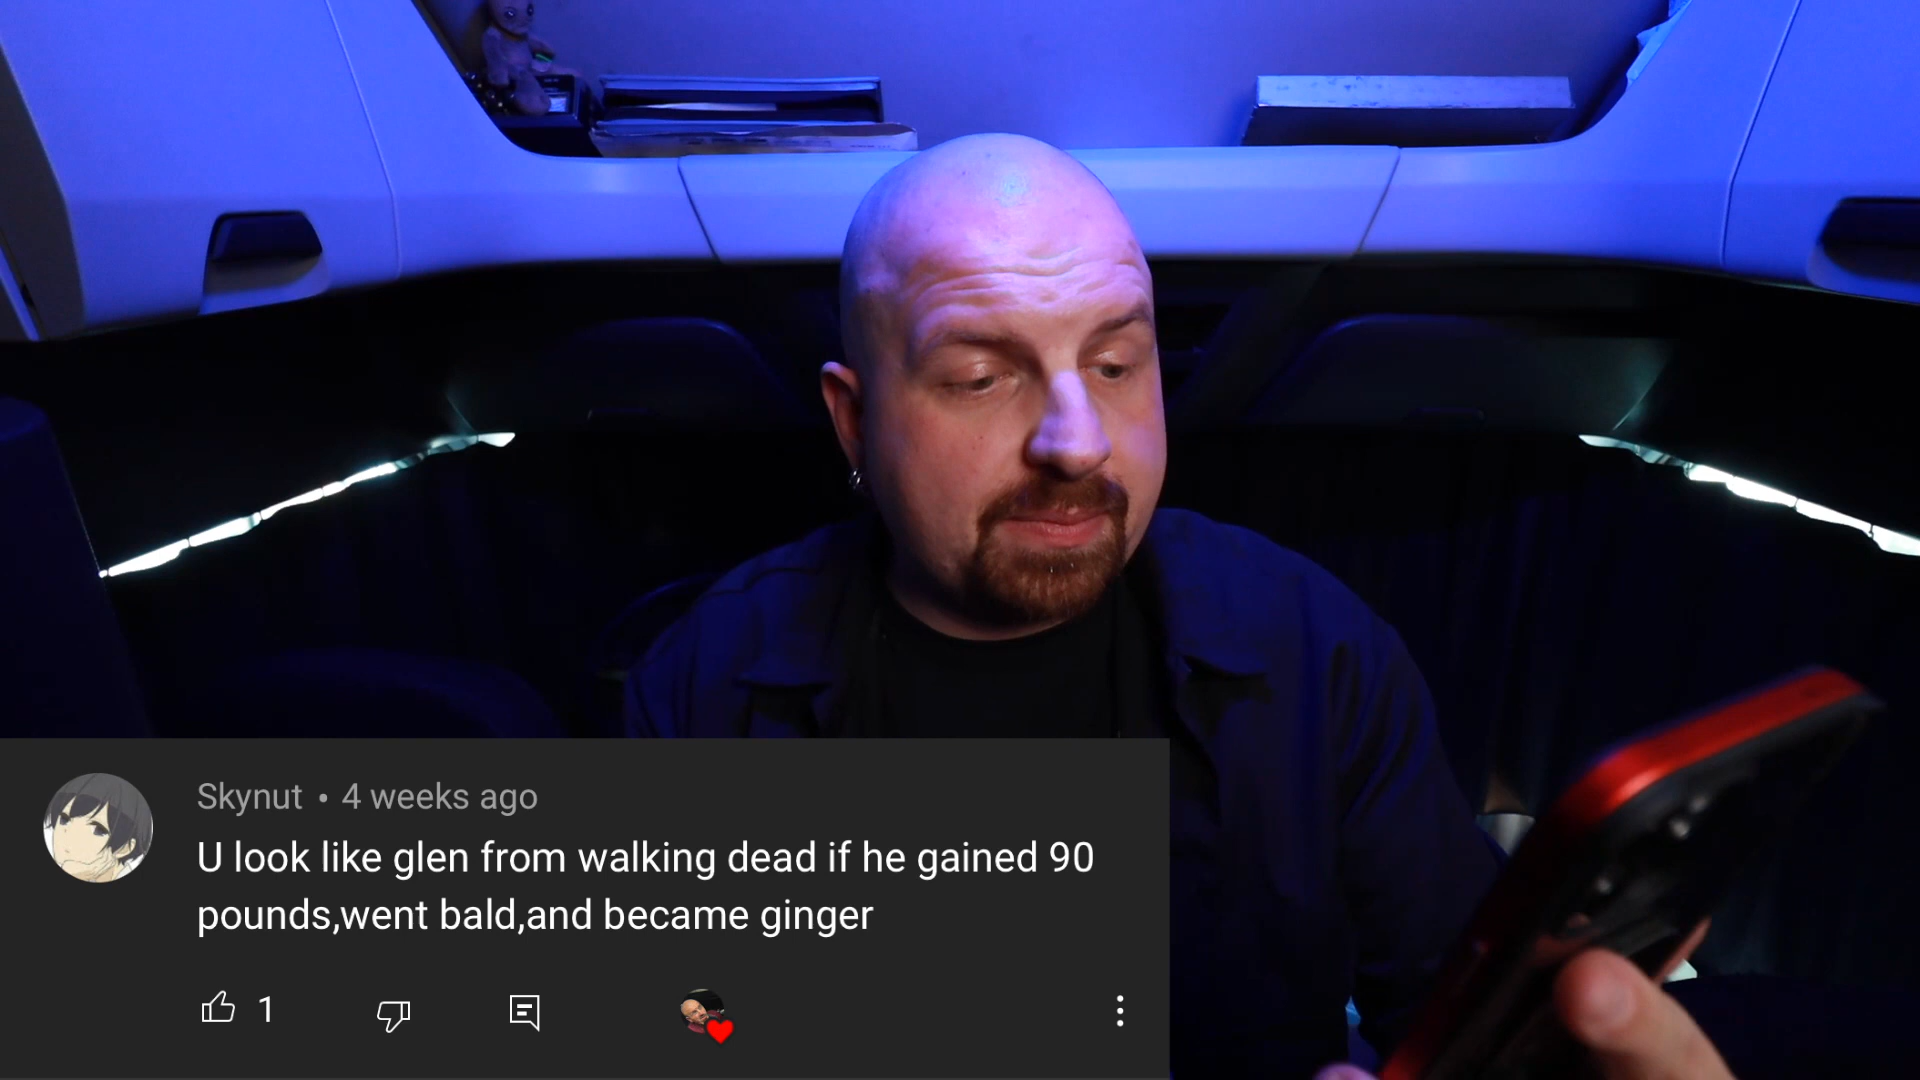 Skynut • 4 weeks ago
U look like glen from walking dead if he gained 90
pounds,went bald,and became ginger
1